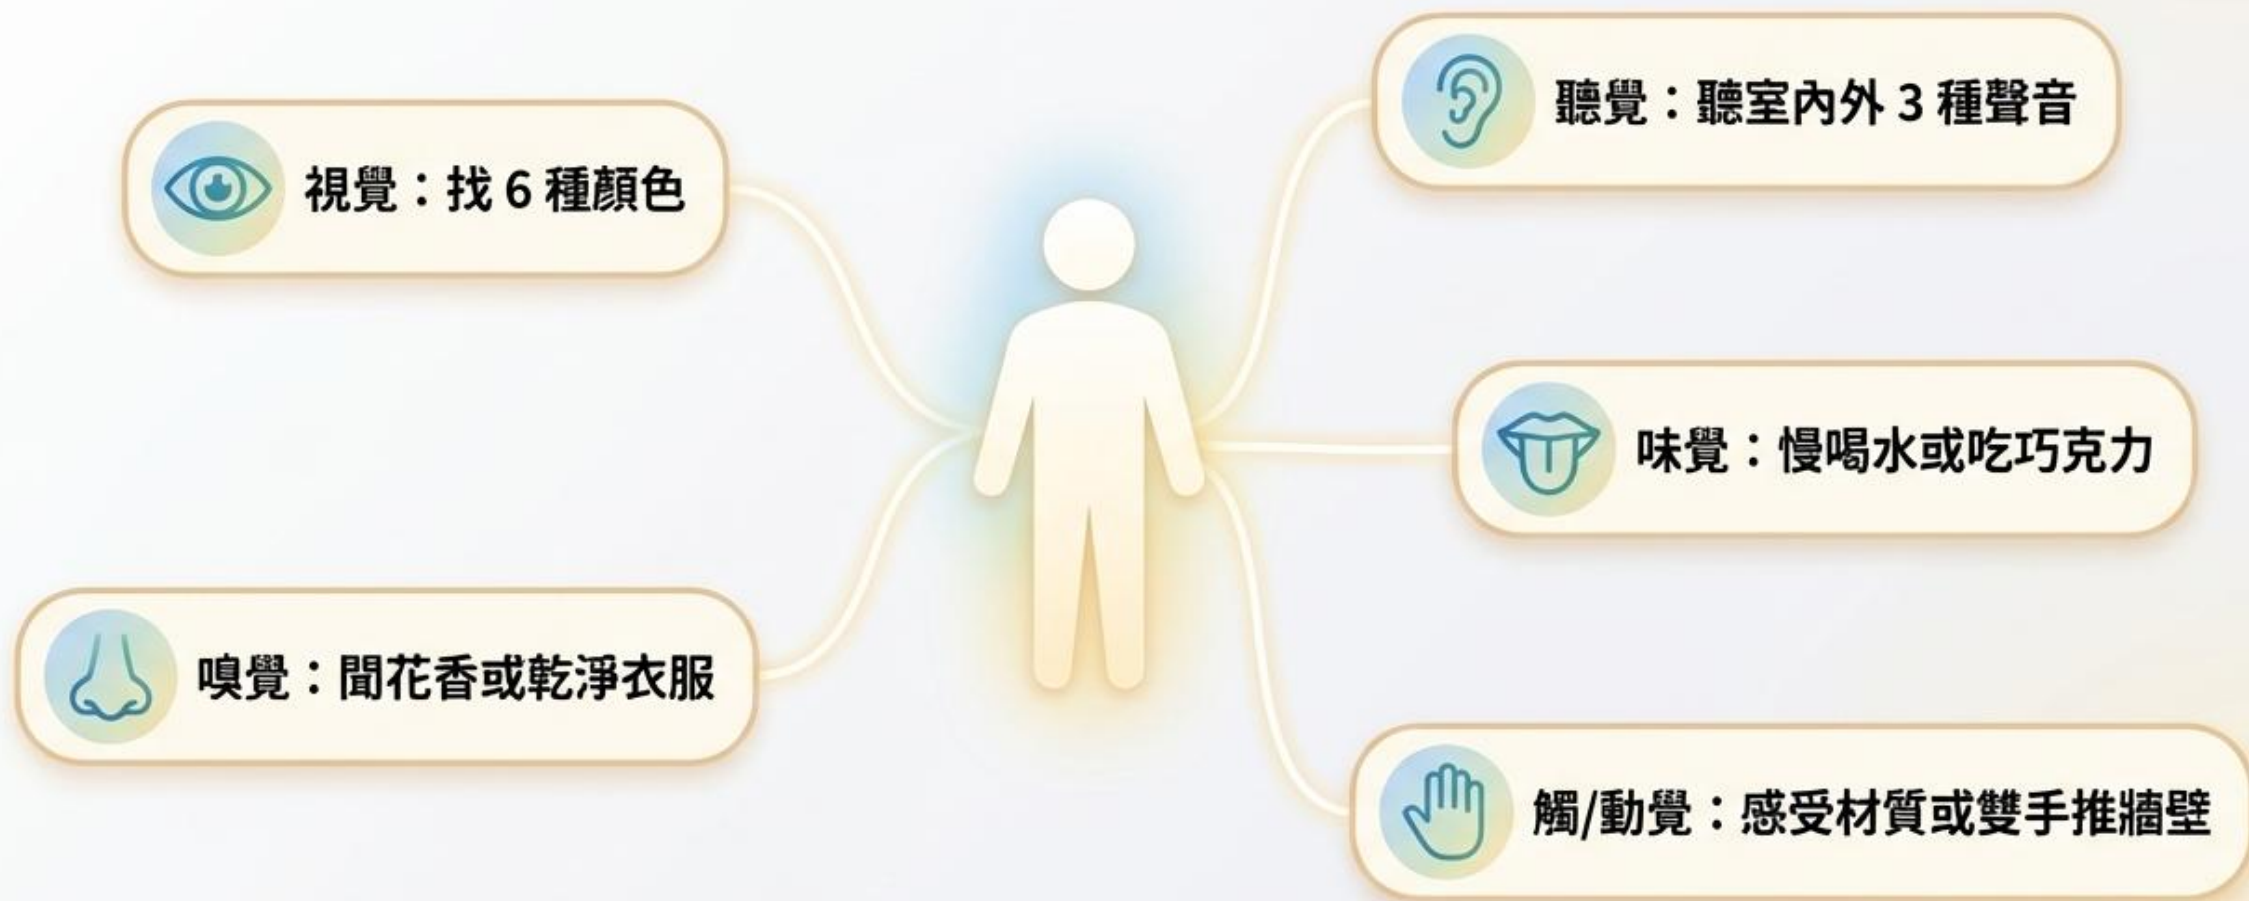 視覺：找 6 種顏色
嗅覺：聞花香或乾淨衣服
聽覺：聽室內外 3 種聲音
味覺：慢喝水或吃巧克力
觸/動覺：感受材質或雙手推牆壁